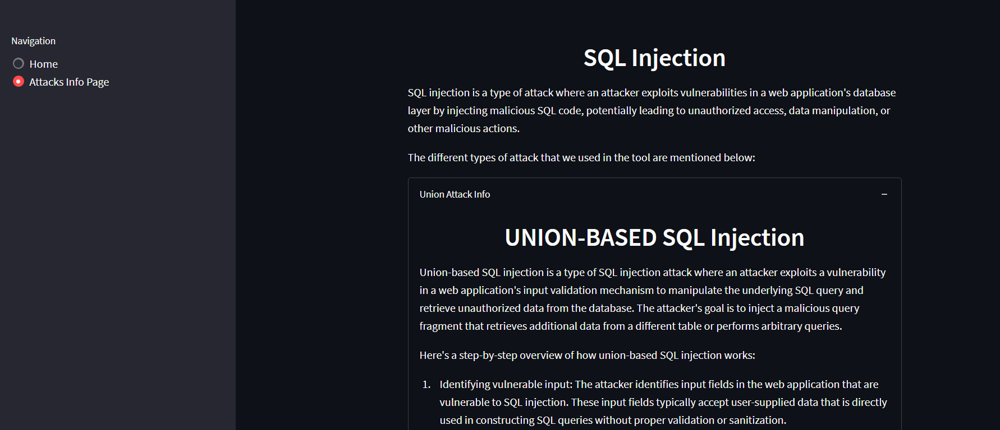 Navigation
Home
Attacks Info Page
SQL Injection
SQL injection is a type of attack where an attacker exploits vulnerabilities in a web application's database
layer by injecting malicious SQL code, potentially leading to unauthorized access, data manipulation, or
other malicious actions.
The different types of attack that we used in the tool are mentioned below:
Union Attack Info
UNION-BASED SQL Injection
Union-based SQL injection is a type of SQL injection attack where an attacker exploits a vulnerability
in a web application's input validation mechanism to manipulate the underlying SQL query and
retrieve unauthorized data from the database. The attacker's goal is to inject a malicious query
fragment that retrieves additional data from a different table or performs arbitrary queries.
Here's a step-by-step overview of how union-based SQL injection works:
1. Identifying vulnerable input: The attacker identifies input fields in the web application that are
vulnerable to SQL injection. These input fields typically accept user-supplied data that is directly
used in constructing SQL queries without proper validation or sanitization.